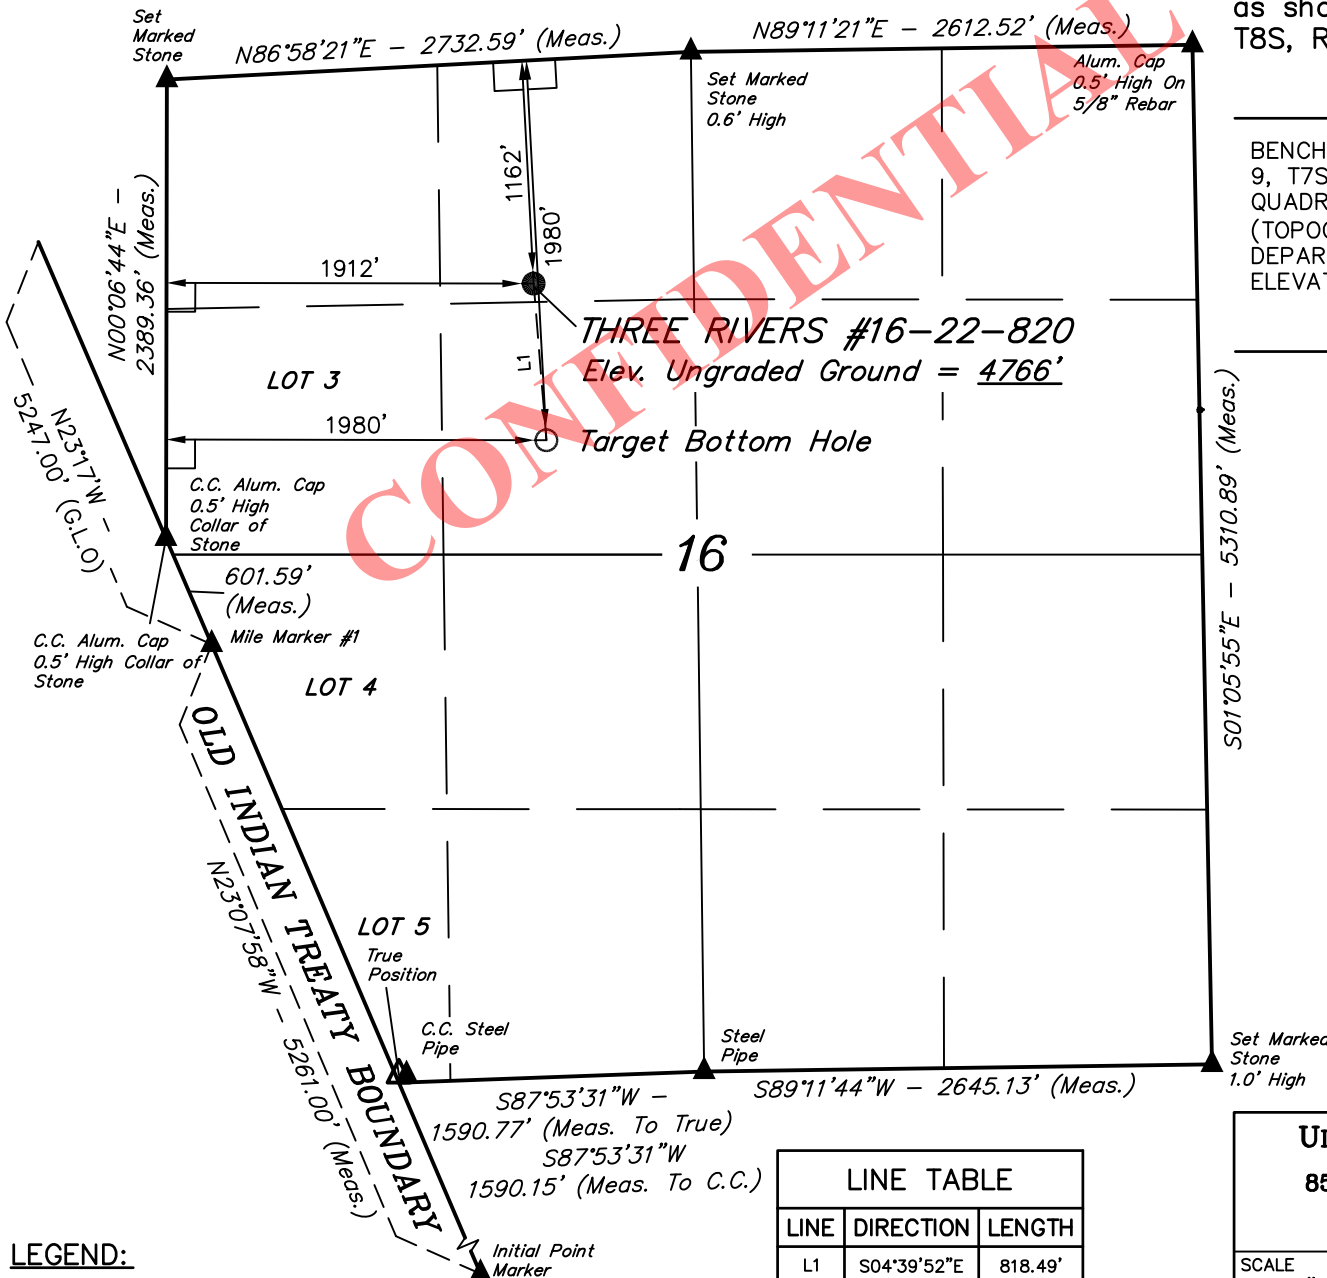 Set
Marked
Stone
N86°58'21"E - 2732.59' (Meas.)
N89°11'21"E - 2612.52' (Meas.)
as sho
T8S, R
Set Marked
Stone
0.6' High
Alum. Cap
0.5' High On
5/8" Rebar
BENCH
9, T7S
QUADR
(TOPOG
DEPAR
ELEVAT
N00°06'44"E -
2389.36' (Meas.)
1162'
1980'
1912'
THREE RIVERS #16-22-820
Elev. Ungraded Ground = 4766'
L1
LOT 3
1980'
Target Bottom Hole
CONFIDENTIAL
N23°17'W -
5247.00' (G.L.O)
C.C. Alum. Cap
0.5' High
Collar of
Stone
S01°05'55"E - 5310.89' (Meas.)
16
601.59'
(Meas.)
Mile Marker #1
C.C. Alum. Cap
0.5' High Collar of
Stone
LOT 4
OLD INDIAN TREATY BOUNDARY
N23°07'58"W - 5261.00' (Meas.)
LOT 5
True
Position
C.C. Steel
Pipe
Steel
Pipe
Set Marked
Stone
1.0' High
S87°53'31"W -
1590.77' (Meas. To True)
S87°53'31"W
1590.15' (Meas. To C.C.)
S89°11'44"W - 2645.13' (Meas.)
LINE TABLE
LINE DIRECTION LENGTH
L1 S04°39'52"E 818.49'
Initial Point
Marker
LEGEND:
85
SCALE